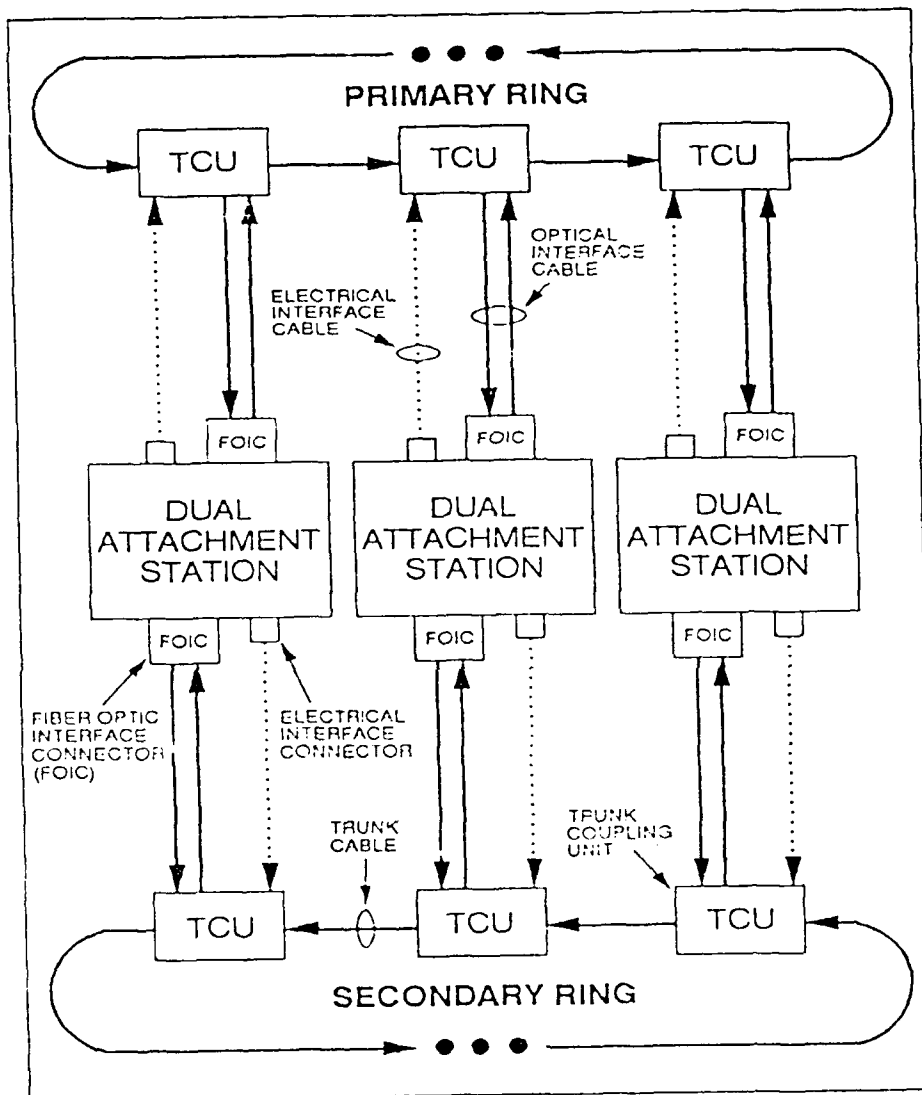 PRIMARY RING
TCU
TCU
TCU
OPTICAL
INTERFACE
CABLE
ELECTRICAL
INTERFACE
CABLE
FOIC
FOIC
FOIC
DUAL
ATTACHMENT
STATION
DUAL
ATTACHMENT
STATION
DUAL
ATTACHMENT
STATION
FOIC
FOIC
FOIC
FIBER OPTIC
INTERFACE
CONNECTOR
(FOIC)
ELECTRICAL
INTERFACE
CONNECTOR
TRUNK
CABLE
TRUNK
COUPLING
UNIT
TCU
TCU
TCU
SECONDARY RING